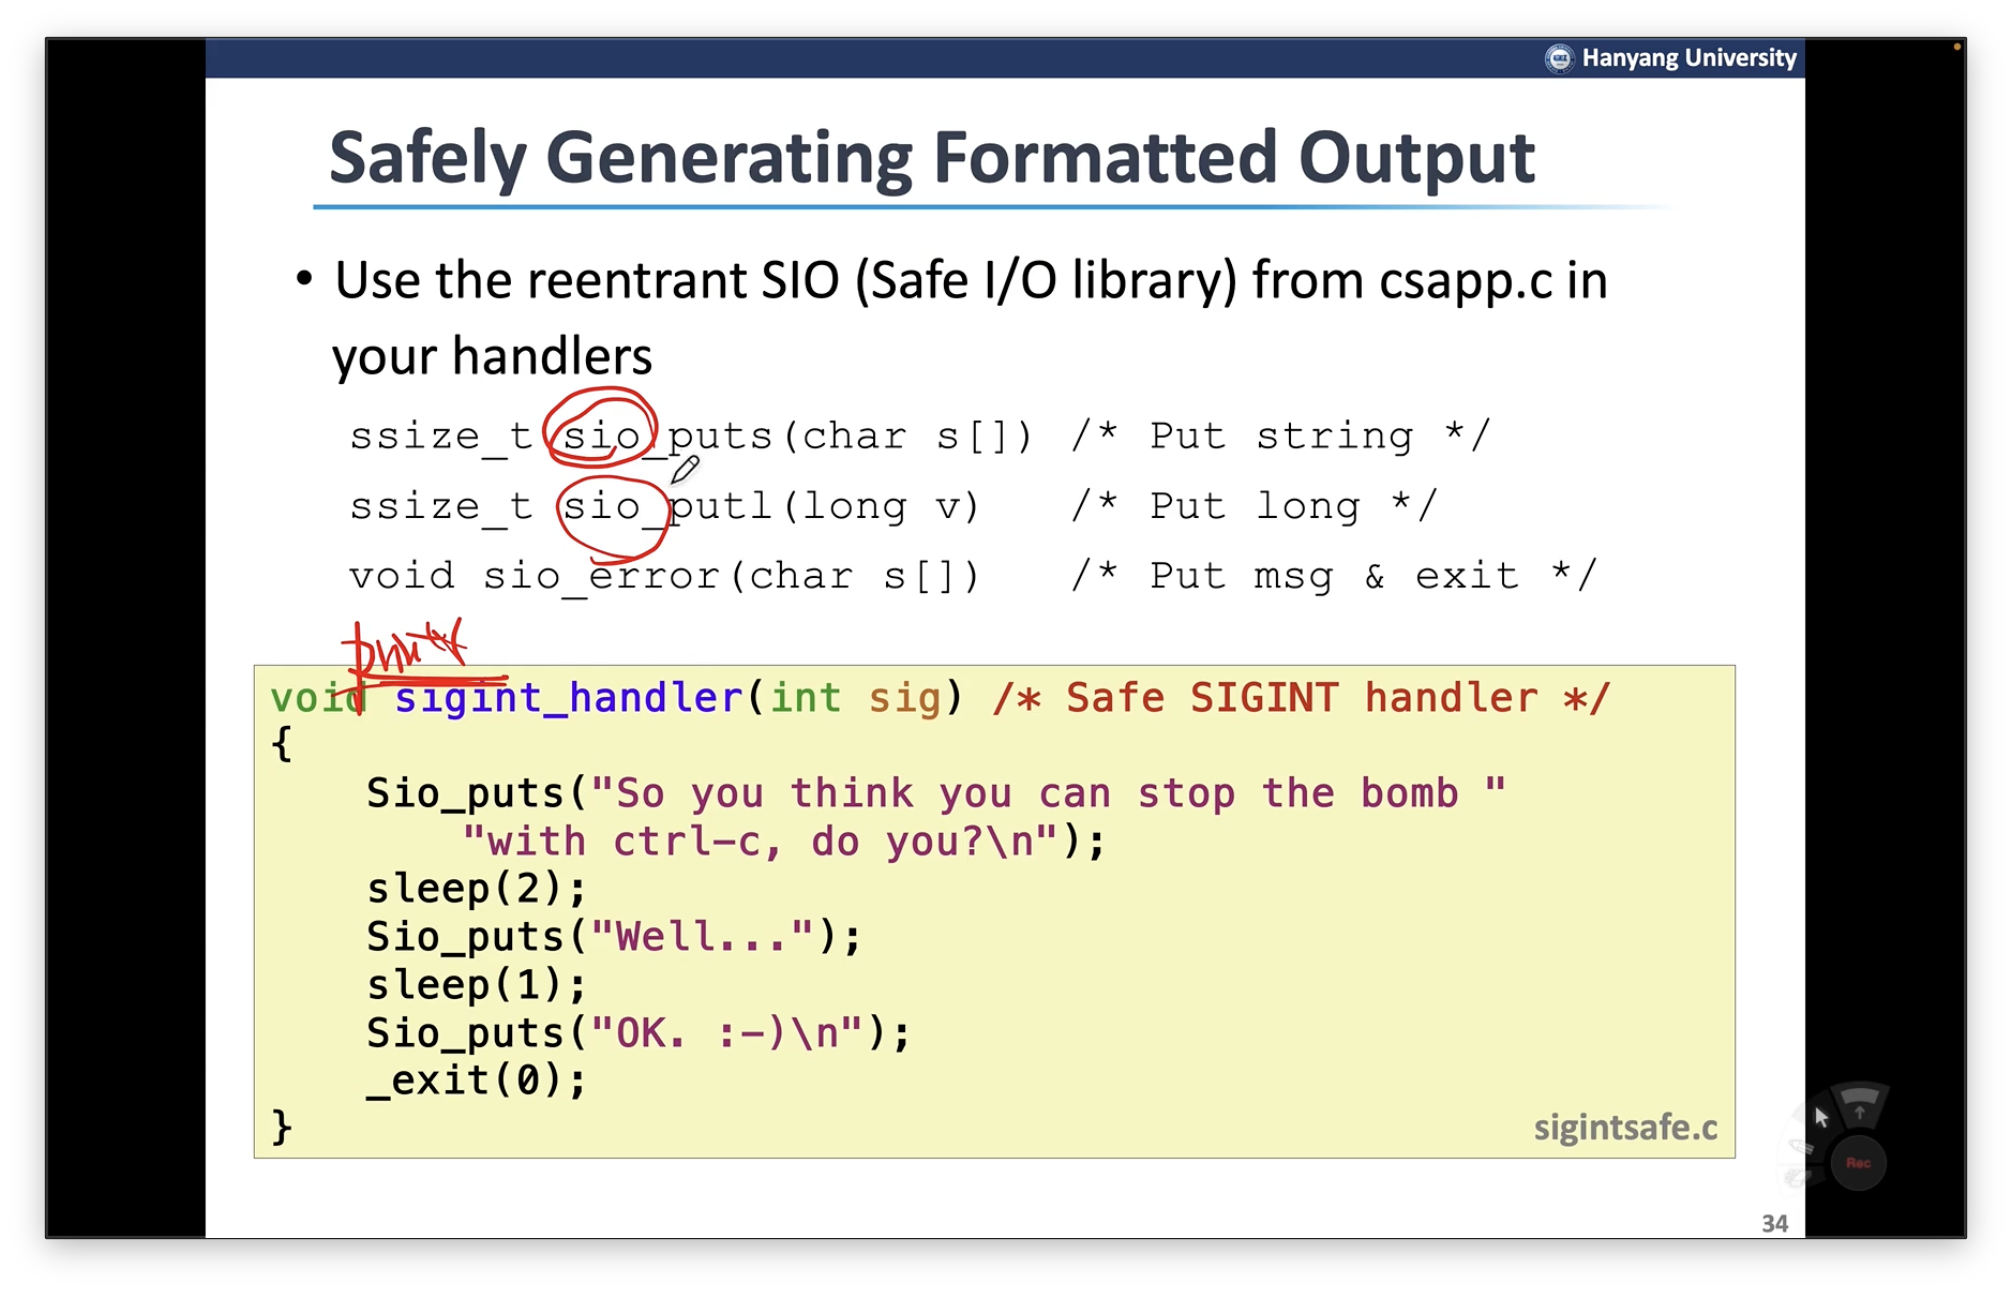 Hanyang University
Safely Generating Formatted Output
• Use the reentrant SIO (Safe I/O library) from csapp.c in
your handlers
ssize_t sio_puts(char s[]) /* Put string */
ssize_t sio_putl(long v) /* Put long */
void sio_error(char s[]) /* Put msg & exit */
void sigint_handler(int sig) /* Safe SIGINT handler */
{
Sio_puts("So you think you can stop the bomb "
"with ctrl-c, do you?\n");
sleep(2);
Sio_puts("Well...");
sleep(1);
Sio_puts("OK. :-)\n");
_exit(0);
}
sigintsafe.c
Rec
34